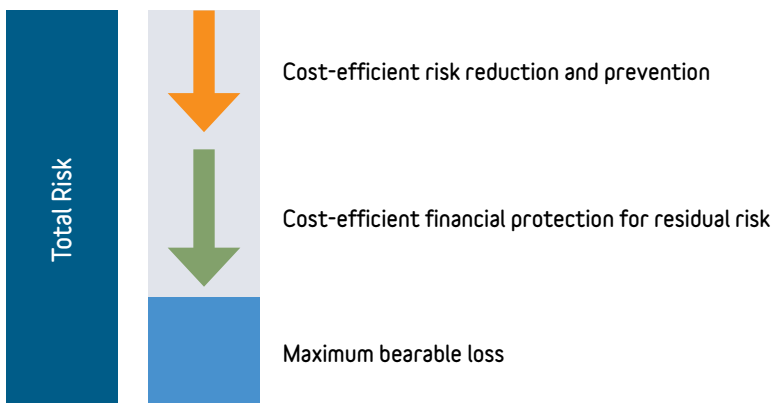 Total Risk
Cost-efficient risk reduction and prevention
Cost-efficient financial protection for residual risk
Maximum bearable loss